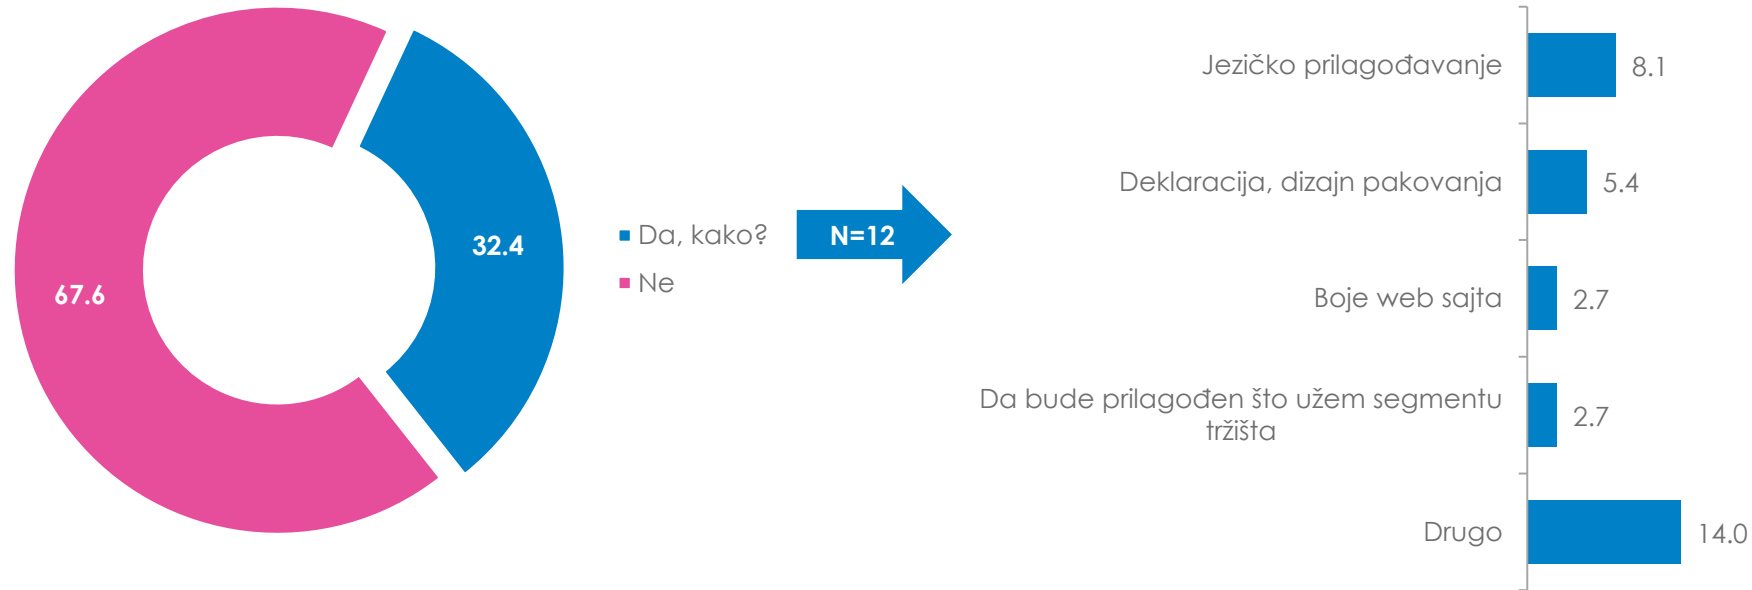 32.4
67.6
Da, kako?
Ne
N=12
Jezičko prilagođavanje
8.1
Deklaracija, dizajn pakovanja
5.4
Boje web sajta
2.7
Da bude prilagođen što užem segmentu
tržišta
2.7
Drugo
14.0